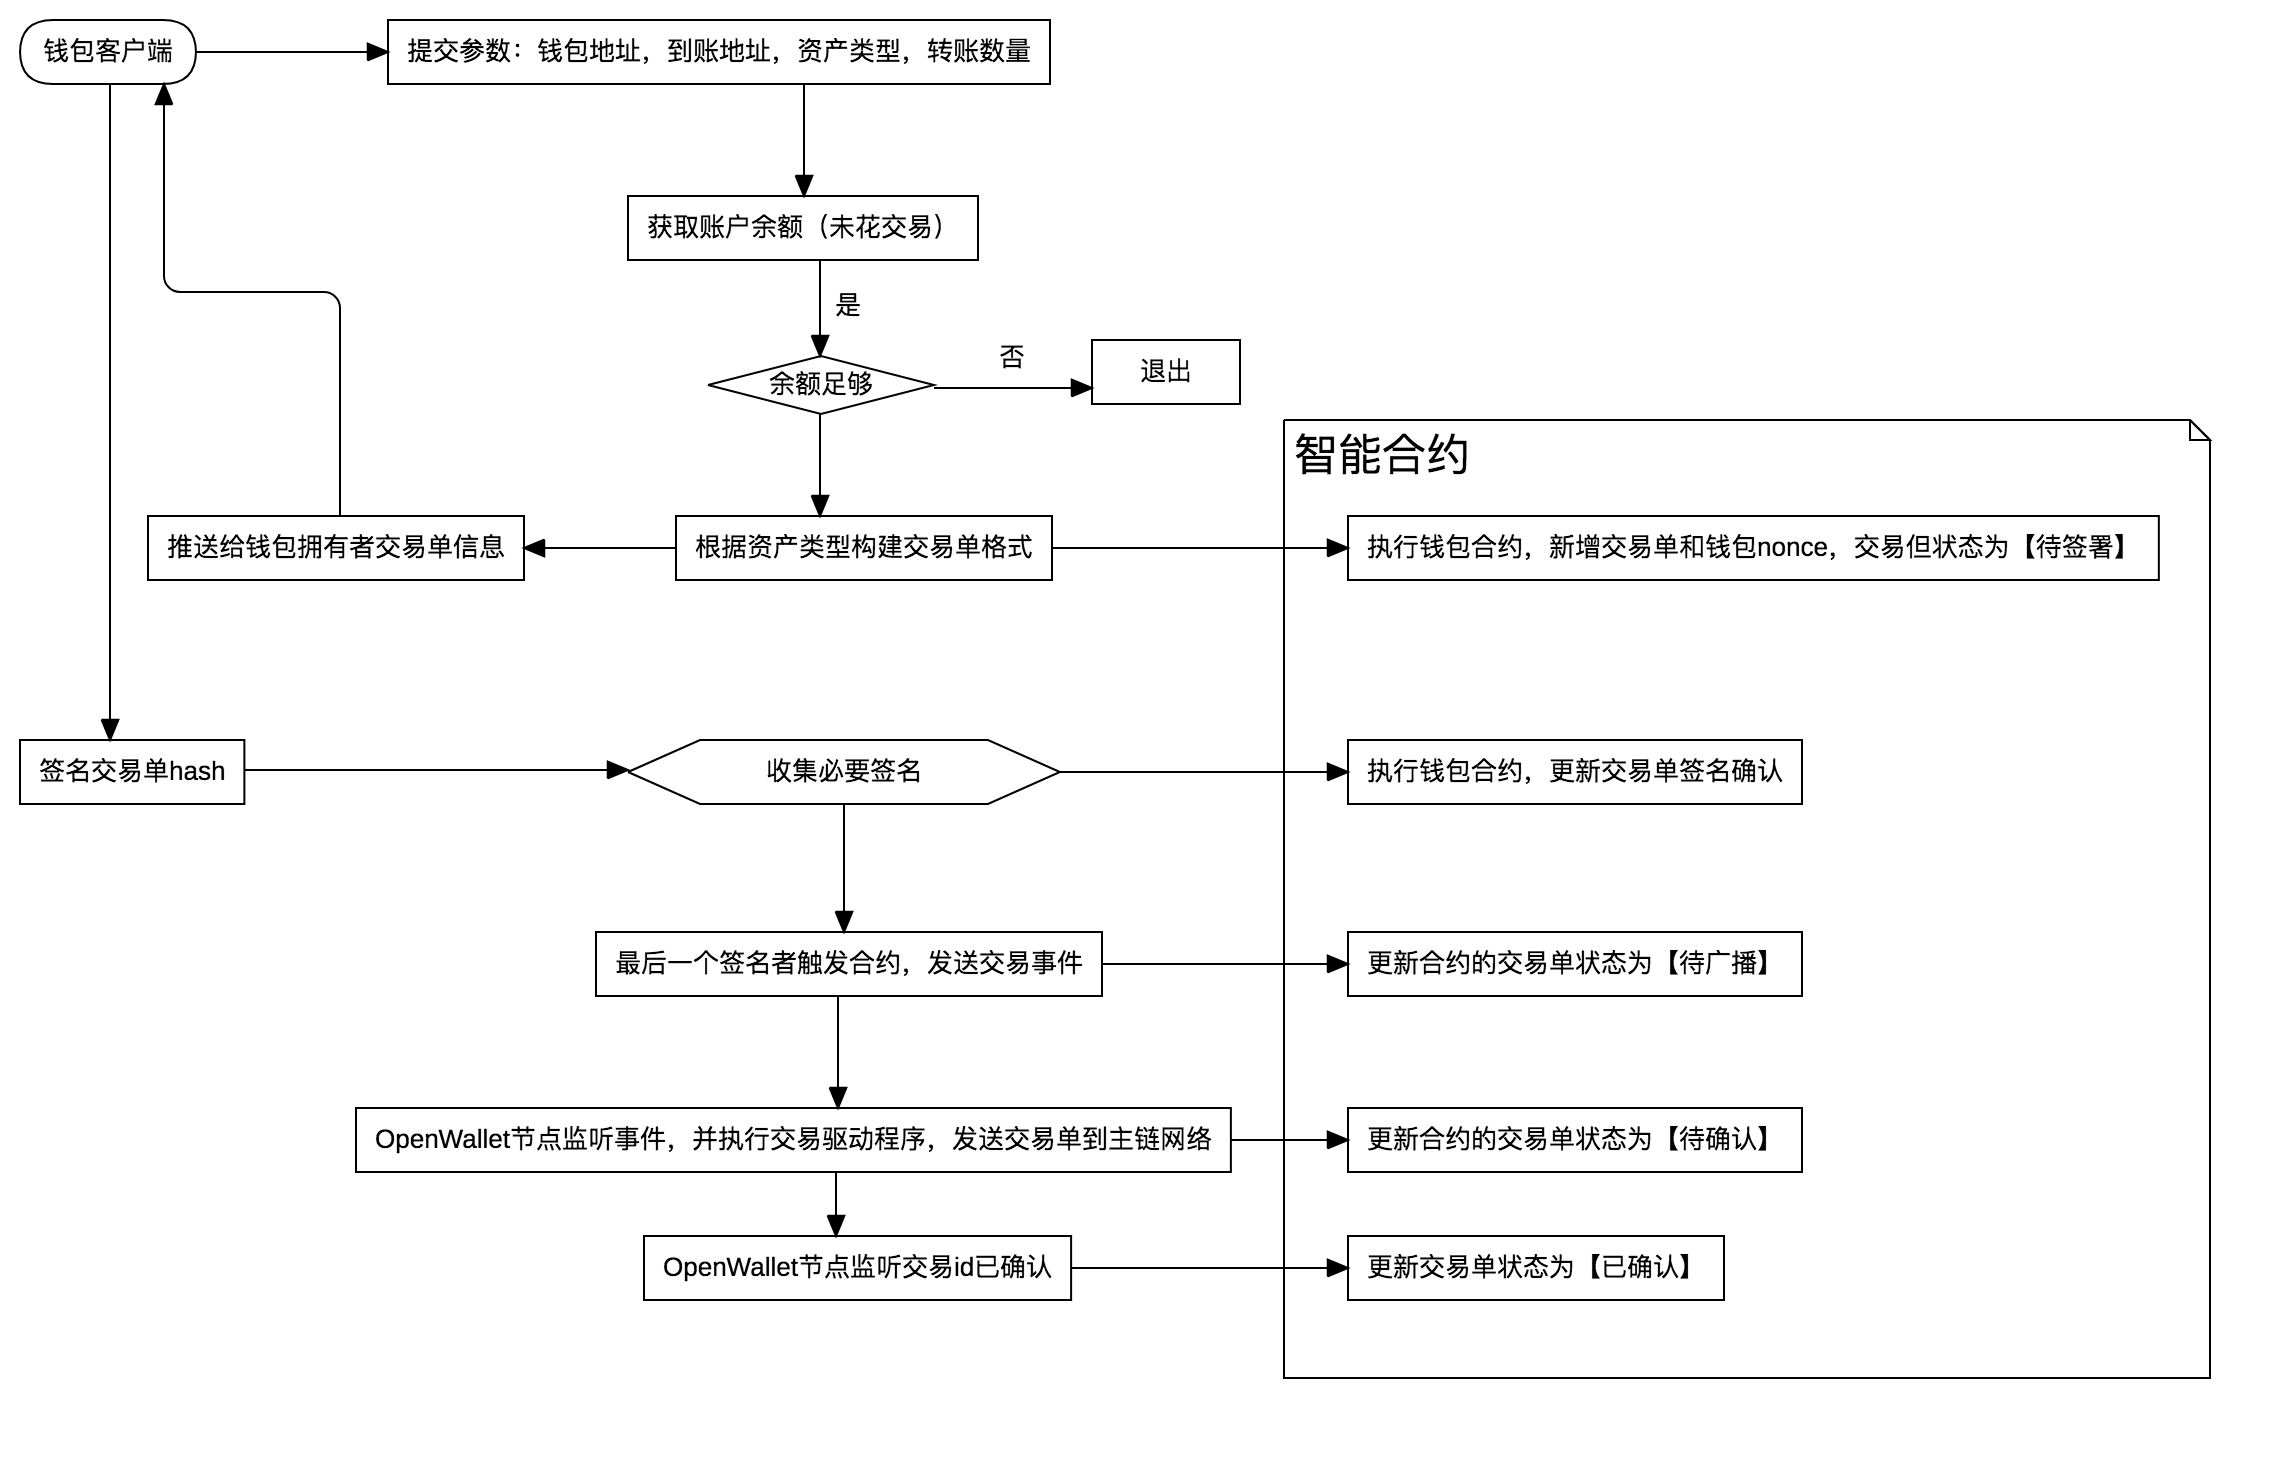 钱包客户端
提交参数：钱包地址，到账地址，资产类型，转账数量
获取账户余额（未花交易）
是
余额足够
否
退出
智能合约
推送给钱包拥有者交易单信息
根据资产类型构建交易单格式
执行钱包合约，新增交易单和钱包nonce，交易但状态为【待签署】
签名交易单hash
收集必要签名
执行钱包合约，更新交易单签名确认
最后一个签名者触发合约，发送交易事件
更新合约的交易单状态为【待广播】
OpenWallet节点监听事件，并执行交易驱动程序，发送交易单到主链网络
更新合约的交易单状态为【待确认】
OpenWallet节点监听交易id已确认
更新交易单状态为【已确认】